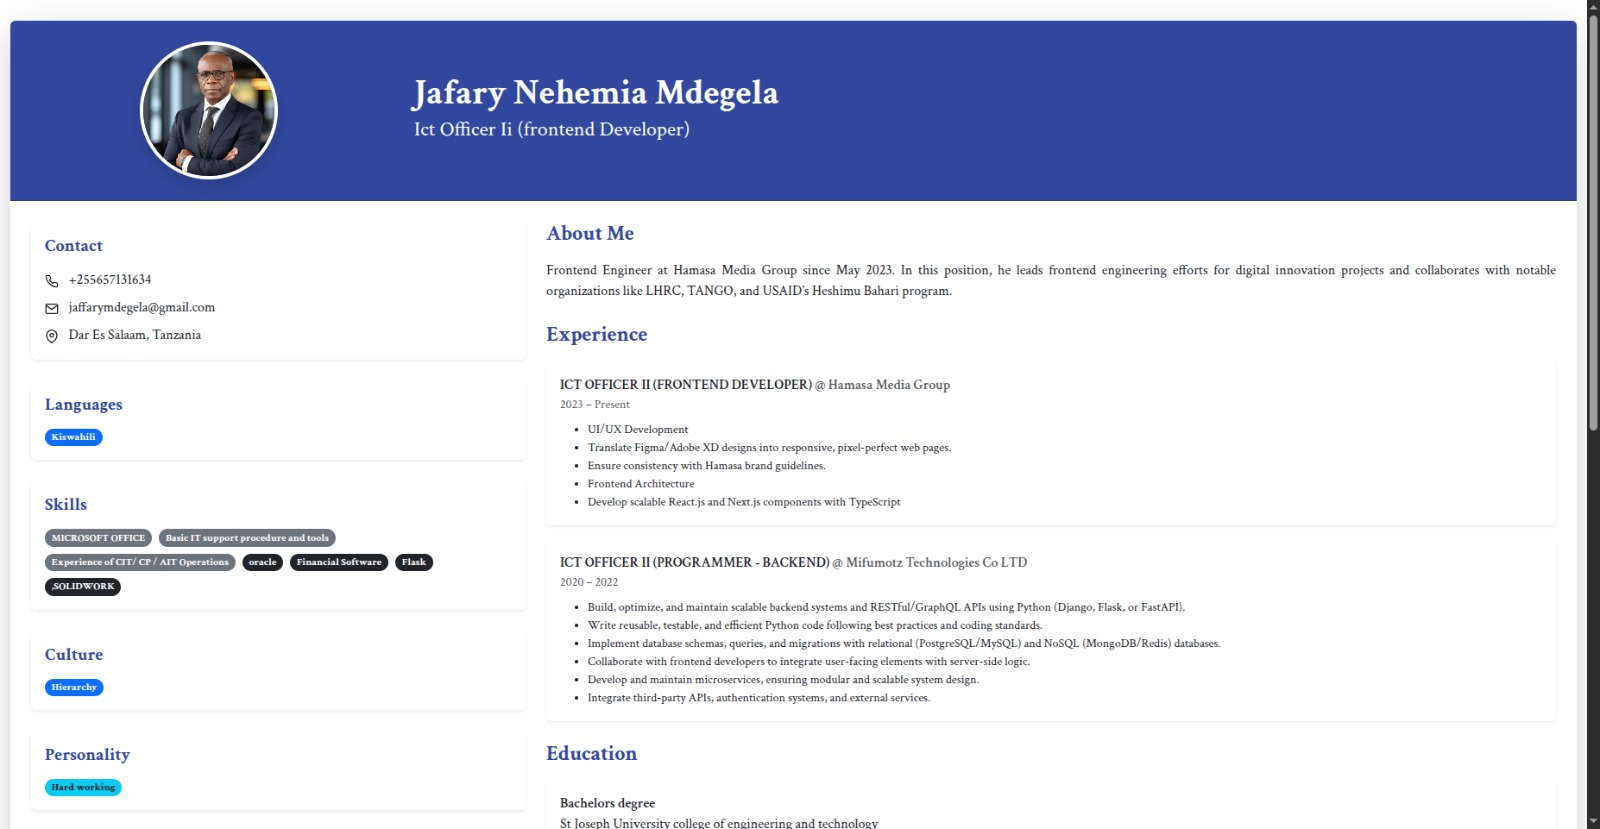 Jafary Nehemia Mdegela
Ict Officer Ii (frontend Developer)
Contact
+255657131634
jaffarymdegela@gmail.com
Dar Es Salaam, Tanzania
Languages
Kiswahili
Skills
MICROSOFT OFFICE Basic IT support procedure and tools
Experience of CIT/ CP / AIT Operations oracle Financial Software Flask
,SOLIDWORK
Culture
Hierarchy
Personality
Hard working
About Me
Frontend Engineer at Hamasa Media Group since May 2023. In this position, he leads frontend engineering efforts for digital innovation projects and collaborates with notable
organizations like LHRC, TANGO, and USAID's Heshimu Bahari program.
Experience
ICT OFFICER II (FRONTEND DEVELOPER) @ Hamasa Media Group
2023 – Present
• UI/UX Development
• Translate Figma/Adobe XD designs into responsive, pixel-perfect web pages.
• Ensure consistency with Hamasa brand guidelines.
• Frontend Architecture
• Develop scalable React.js and Next.js components with TypeScript
ICT OFFICER II (PROGRAMMER - BACKEND) @ Mifumotz Technologies Co LTD
2020 – 2022
• Build, optimize, and maintain scalable backend systems and RESTful/GraphQL APIs using Python (Django, Flask, or FastAPI).
• Write reusable, testable, and efficient Python code following best practices and coding standards.
• Implement database schemas, queries, and migrations with relational (PostgreSQL/MySQL) and NoSQL (MongoDB/Redis) databases.
• Collaborate with frontend developers to integrate user-facing elements with server-side logic.
• Develop and maintain microservices, ensuring modular and scalable system design.
• Integrate third-party APIs, authentication systems, and external services.
Education
Bachelors degree
St Joseph University college of engineering and technology